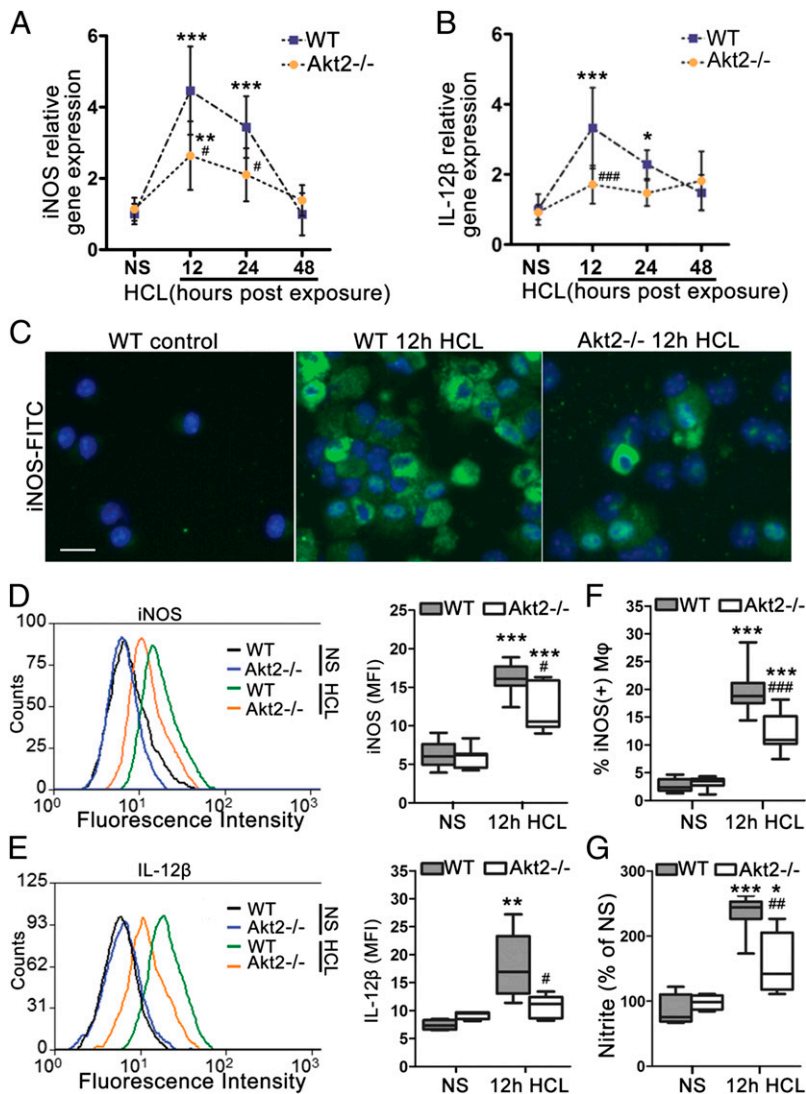 A
iNOS relative
gene expression
6
4
2
0
***
***
**
#
#
WT
Akt2-/-
NS 12 24 48
HCL(hours post exposure)
B
IL-12β relative
gene expression
6
4
2
0
***
*
###
WT
Akt2-/-
NS 12 24 48
HCL(hours post exposure)
C
WT control
WT 12h HCL
Akt2-/- 12h HCL
iNOS-FITC
D
iNOS
Counts
100
75
50
25
0
WT
Akt2-/-
NS
WT
Akt2-/-
HCL
10⁰ 10¹ 10² 10³
Fluorescence Intensity
WT Akt2-/-
iNOS (MFI)
25
20
15
10
5
0
***
***
#
NS 12h HCL
F
WT Akt2-/-
% iNOS(+) Mφ
40
35
30
25
20
15
10
5
0
***
***
###
NS 12h HCL
E
IL-12β
Counts
125
93
62
31
0
WT
Akt2-/-
NS
WT
Akt2-/-
HCL
10⁰ 10¹ 10² 10³
Fluorescence Intensity
WT Akt2-/-
IL-12β (MFI)
35
30
25
20
15
10
5
0
**
#
NS 12h HCL
G
WT Akt2-/-
Nitrite (% of NS)
300
200
100
0
***
*
##
NS 12h HCL